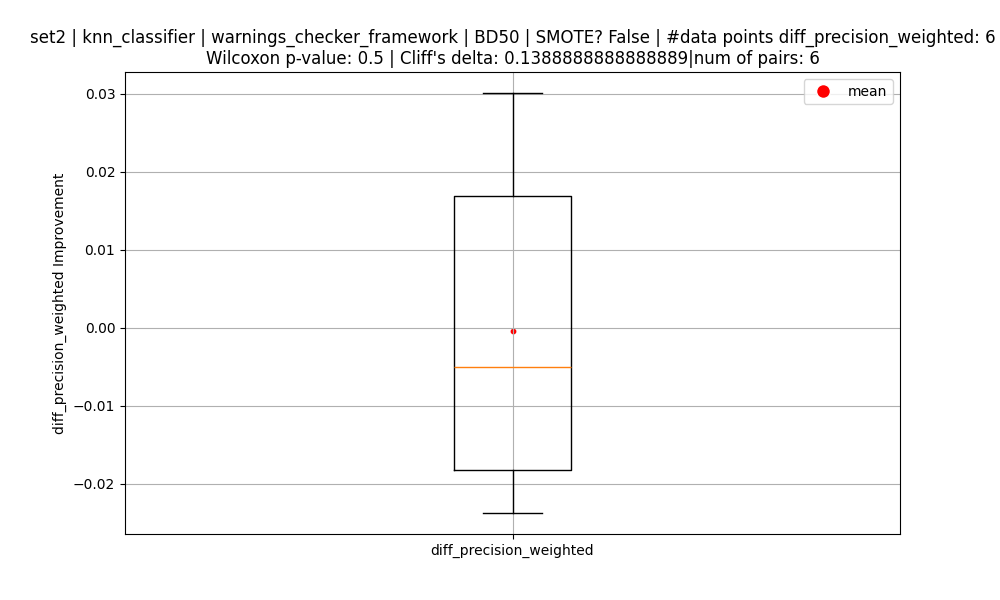 set2 | knn_classifier | warnings_checker_framework | BD50 | SMOTE? False | #data points diff_precision_weighted: 6
Wilcoxon p-value: 0.5 | Cliff's delta: 0.1388888888888889|num of pairs: 6
mean
diff_precision_weighted Improvement
0.03
0.02
0.01
0.00
−0.01
−0.02
diff_precision_weighted